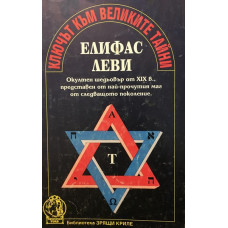 КЛЮЧЪТ КЪМ ВЕЛИКИТЕ ТАЙНИ
ЕЛИФАС
ЛЕВИ
Окултен шедьовър от XIX в.,
представен от най-прочутия маг
от следващото поколение.
Т
Библиотека ЗРЯЩИ КРИЛЕ